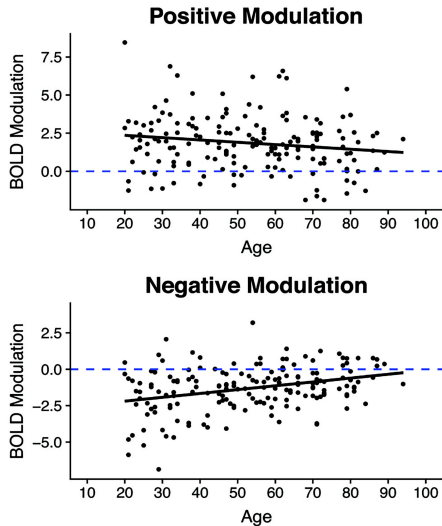 Positive Modulation
BOLD Modulation
7.5
5.0
2.5
0.0
10 20 30 40 50 60 70 80 90 100
Age
Negative Modulation
BOLD Modulation
2.5
0.0
−2.5
−5.0
10 20 30 40 50 60 70 80 90 100
Age